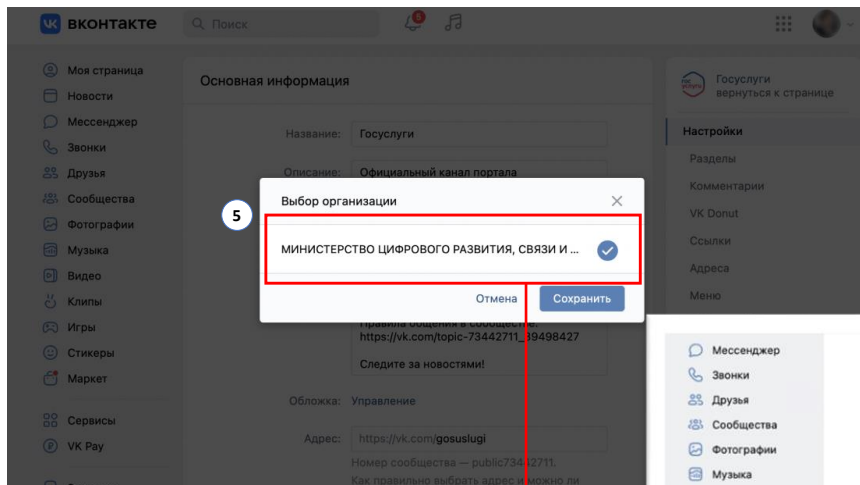 вконтакте
Поиск
Моя страница
Новости
Мессенджер
Звонки
Друзья
Сообщества
Фотографии
Музыка
Видео
Клипы
Игры
Стикеры
Маркет
Сервисы
VK Pay
Основная информация
Название: Госуслуги
Описание: Официальный канал портала
5
Выбор организации
МИНИСТЕРСТВО ЦИФРОВОГО РАЗВИТИЯ, СВЯЗИ И ...
Отмена
Сохранить
Правила общения в сообществе:
https://vk.com/topic-73442711_39498427
Следите за новостями!
Обложка: Управление
Адрес: https://vk.com/gosuslugi
Номер сообщества — public73442711.
Как правильно выбрать адрес и можно ли
Госуслуги
вернуться к странице
Настройки
Разделы
Комментарии
VK Donut
Ссылки
Адреса
Меню
Мессенджер
Звонки
Друзья
Сообщества
Фотографии
Музыка